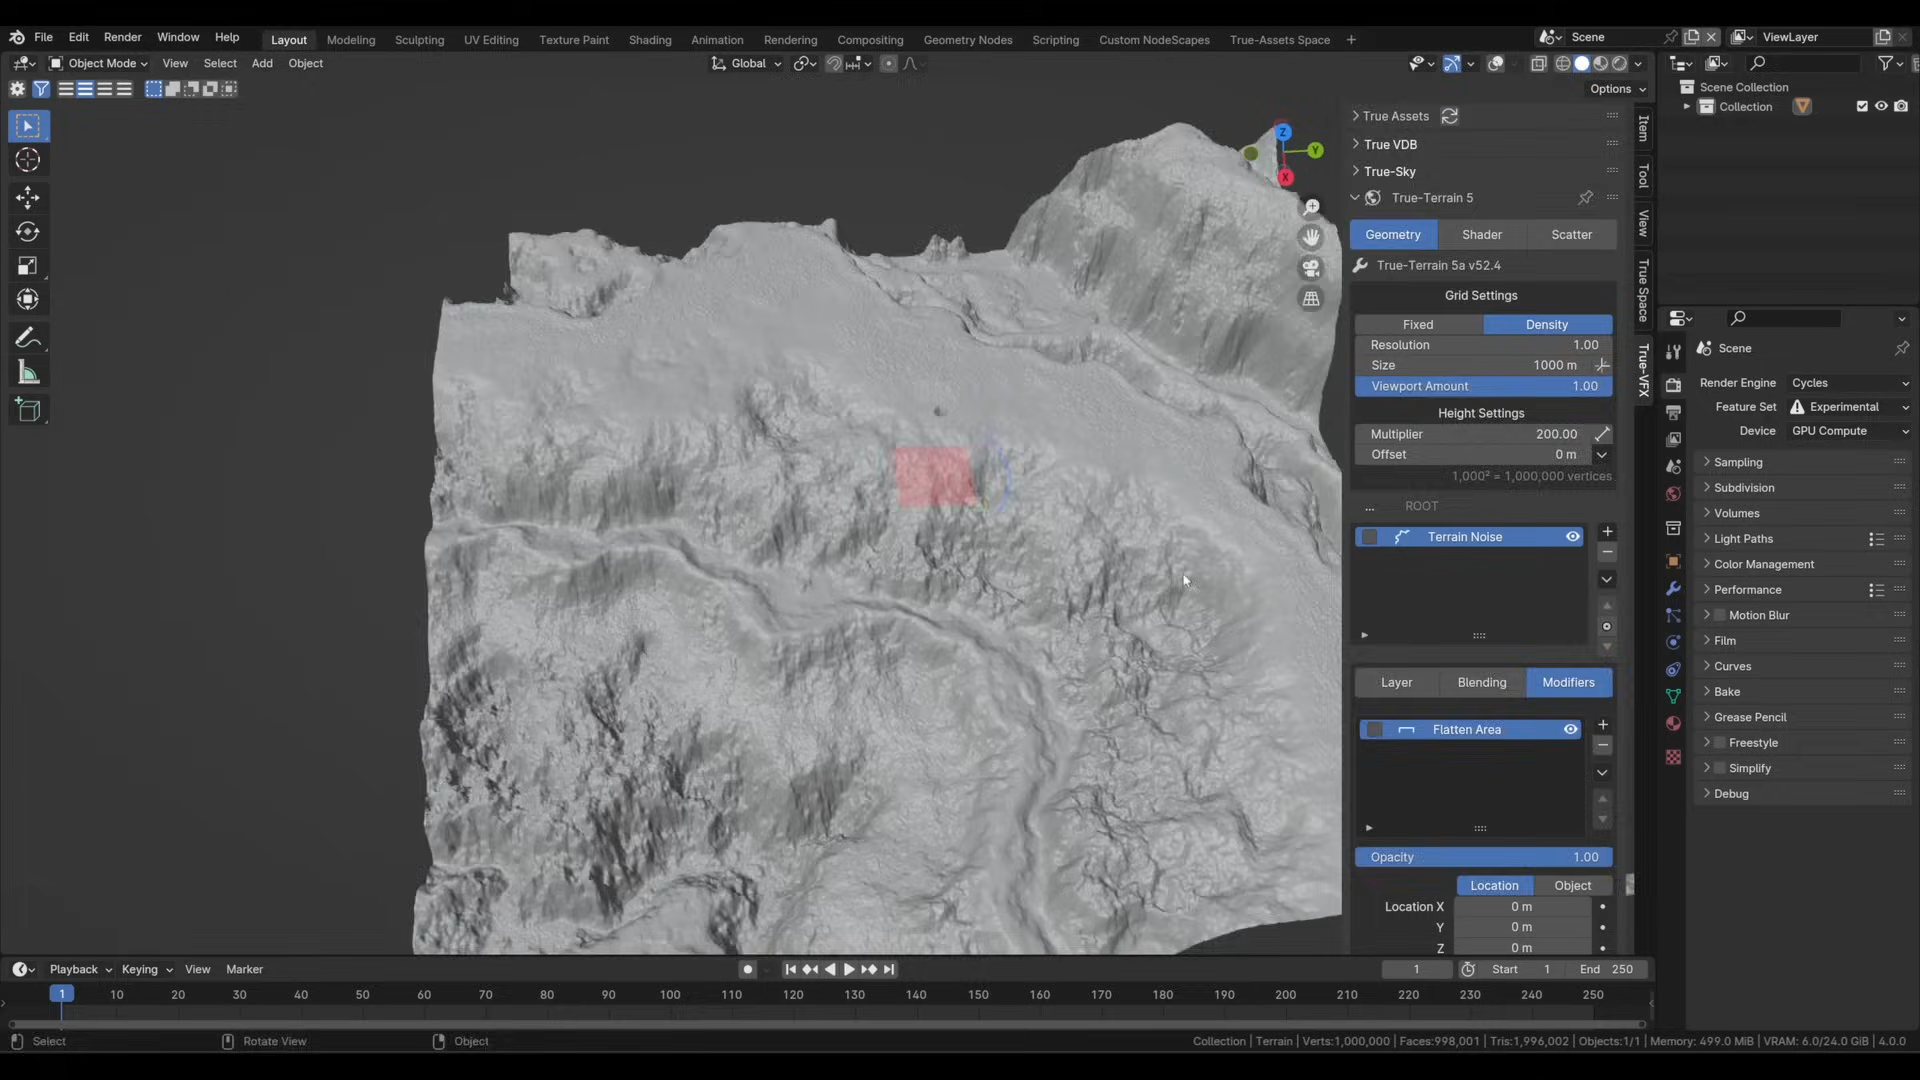 File Edit Render Window Help Layout Modeling Sculpting UV Editing Texture Paint Shading Animation Rendering Compositing Geometry Nodes Scripting Custom NodeScapes True-Assets Space + Scene ViewLayer
Object Mode View Select Add Object Global
Options
Z
Y
X
True Assets
True VDB
True-Sky
True-Terrain 5
Geometry Shader Scatter
True-Terrain 5a v52.4
Grid Settings
Fixed Density
Resolution 1.00
Size 1000 m
Viewport Amount 1.00
Height Settings
Multiplier 200.00
Offset 0 m
1,000² = 1,000,000 vertices
... ROOT
Terrain Noise
Layer Blending Modifiers
Flatten Area
Opacity 1.00
Location Object
Location X 0 m
Y 0 m
Z 0 m
Item
Tool
View
True Space
True-VFX
Scene Collection
Collection
Scene
Render Engine Cycles
Feature Set Experimental
Device GPU Compute
Sampling
Subdivision
Volumes
Light Paths
Color Management
Performance
Motion Blur
Film
Curves
Bake
Grease Pencil
Freestyle
Simplify
Debug
Playback Keying View Marker 1 Start 1 End 250
1 10 20 30 40 50 60 70 80 90 100 110 120 130 140 150 160 170 180 190 200 210 220 230 240 250
Select Rotate View Object Collection | Terrain | Verts:1,000,000 | Faces:998,001 | Tris:1,996,002 | Objects:1/1 | Memory: 499.0 MiB | VRAM: 6.0/24.0 GiB | 4.0.0